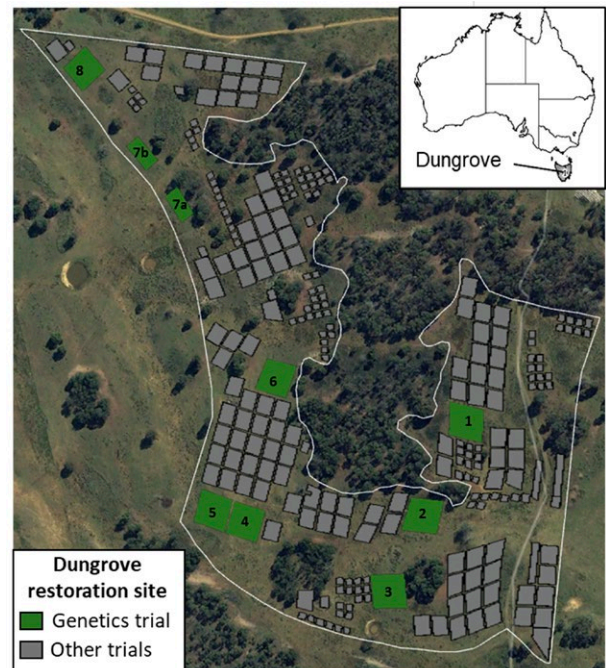 8
7b
7a
6
1
5
4
2
3
Dungrove
Dungrove
restoration site
Genetics trial
Other trials